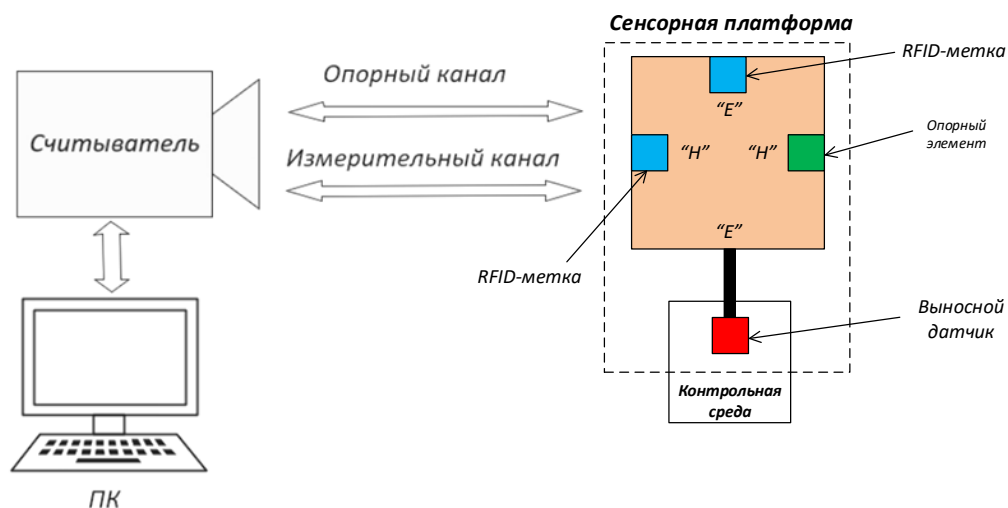 Сенсорная платформа
RFID-метка
Опорный канал
"E"
Опорный
элемент
Считыватель
"H"
"H"
Измерительный канал
"E"
RFID-метка
Выносной
датчик
Контрольная
среда
ПК